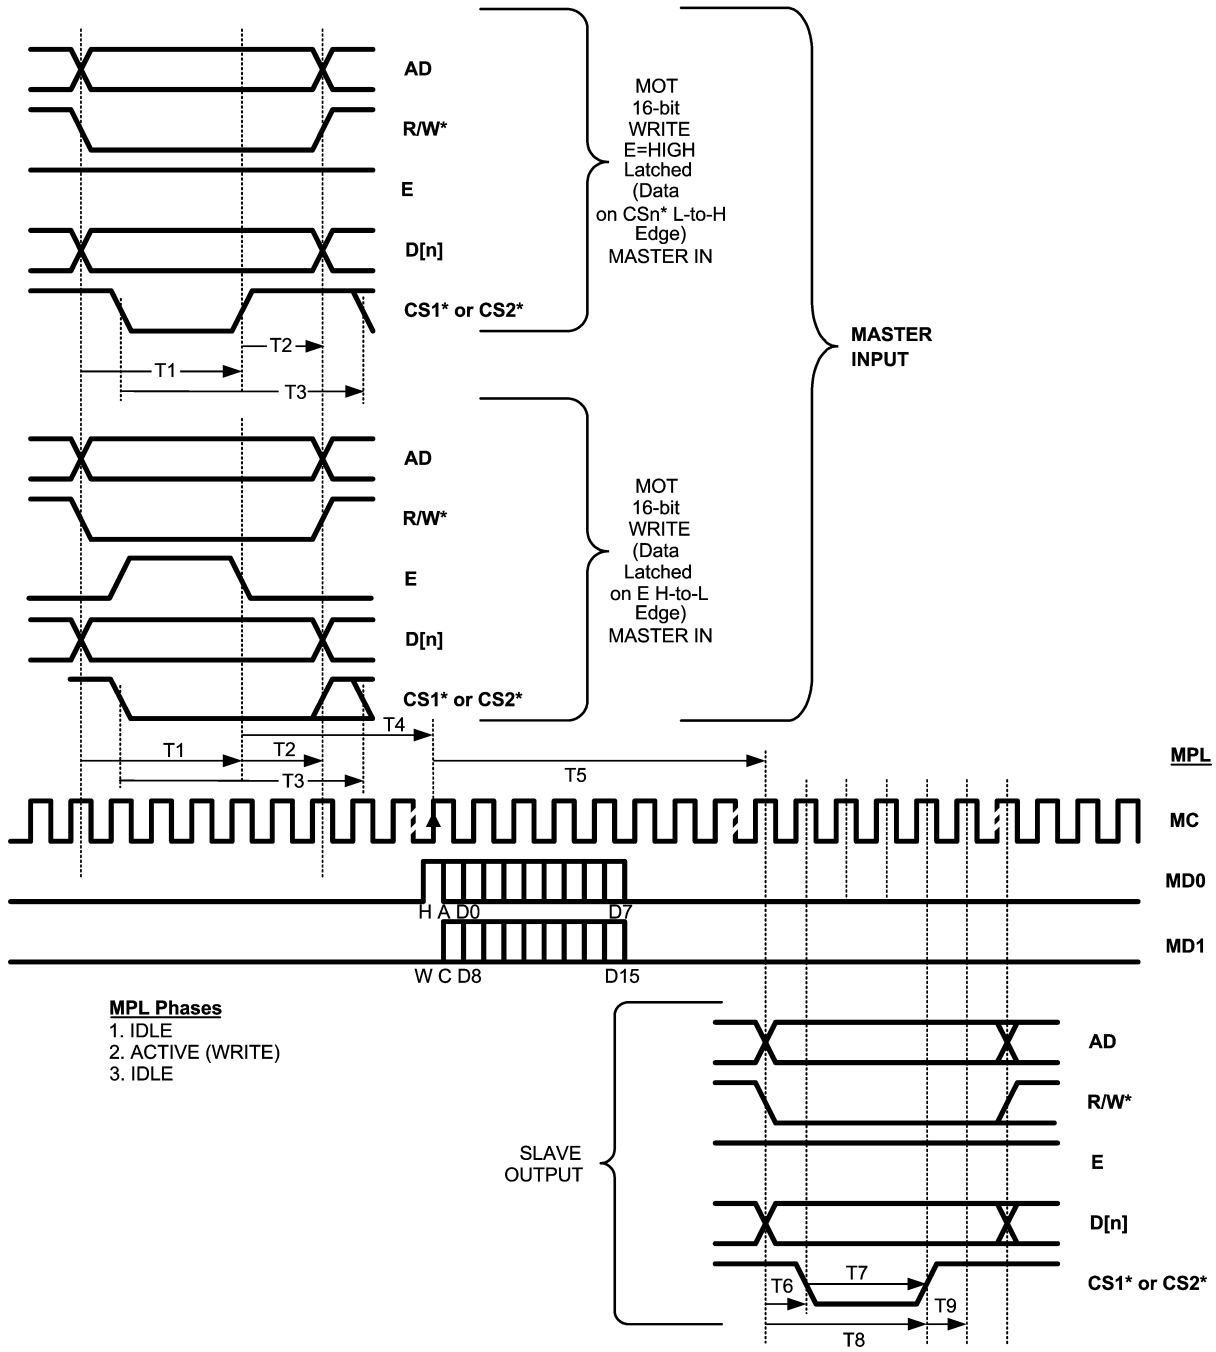 AD
R/W*
E
D[n]
CS1* or CS2*
T2
T1
T3
MOT
16-bit
WRITE
E=HIGH
Latched
(Data
on CSn* L-to-H
Edge)
MASTER IN
MASTER
INPUT
AD
R/W*
E
D[n]
CS1* or CS2*
MOT
16-bit
WRITE
(Data
Latched
on E H-to-L
Edge)
MASTER IN
T4
T1
T2
T3
T5
MPL
MC
MD0
H A D0
D7
MD1
W C D8
D15
MPL Phases
1. IDLE
2. ACTIVE (WRITE)
3. IDLE
SLAVE
OUTPUT
AD
R/W*
E
D[n]
CS1* or CS2*
T7
T6
T9
T8